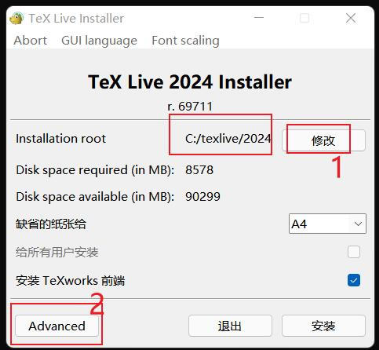 TeX Live Installer
Abort GUI language Font scaling
TeX Live 2024 Installer
r. 69711
Installation root C:/texlive/2024 修改
1
Disk space required (in MB): 8578
Disk space available (in MB): 90299
缺省的纸张给 A4
给所有用户安装
安装 TeXworks 前端
2
Advanced 退出 安装